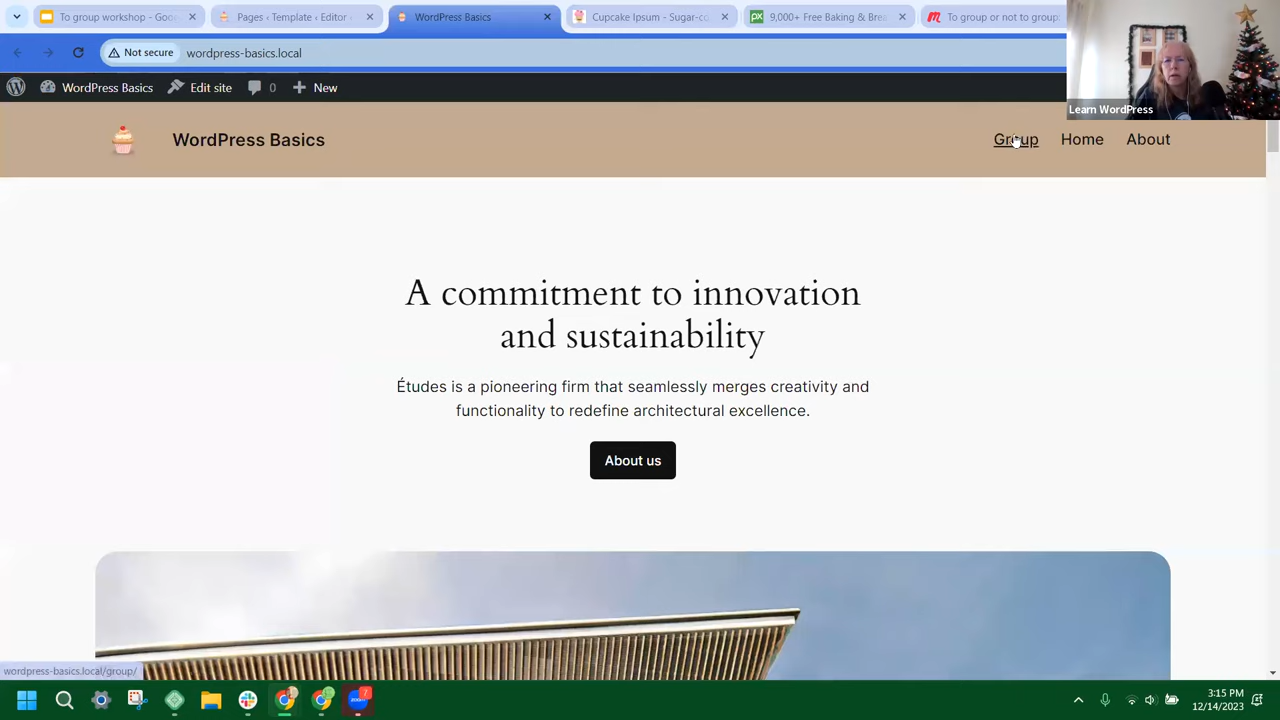 To group workshop - Goo
Pages ‹ Template ‹ Editor
WordPress Basics
Cupcake Ipsum - Sugar-co
9,000+ Free Baking & Brea
To group or not to group:
Not secure
wordpress-basics.local
WordPress Basics
Edit site
0
New
Learn WordPress
WordPress Basics
Group
Home
About
A commitment to innovation
and sustainability
Études is a pioneering firm that seamlessly merges creativity and
functionality to redefine architectural excellence.
About us
wordpress-basics.local/group/
3:15 PM
12/14/2023